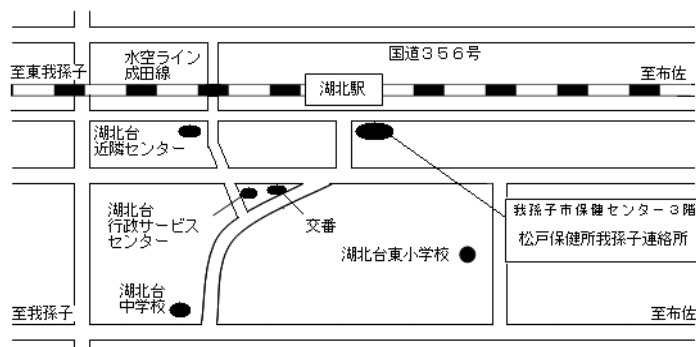 国道３５６号
水空ライン
成田線
至東我孫子
湖北駅
至布佐
湖北台
近隣センター
湖北台
行政サービス
センター
交番
我孫子市保健センター３階
松戸保健所我孫子連絡所
湖北台東小学校
湖北台
中学校
至我孫子
至布佐